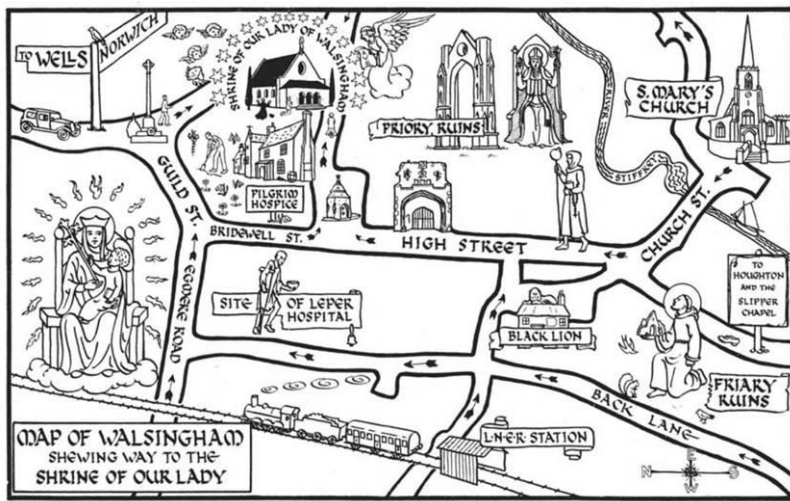 TO WELLS
NORWICH
SHRINE OF OUR LADY OF WALSINGHAM
PRIORY RUINS
RIVER
STIFFKEY
S. MARY'S
CHURCH
GUILD ST.
PILGRIM
HOSPICE
BRIDEWELL ST.
HIGH STREET
CHURCH ST.
TO
HOUGHTON
AND THE
SLIPPER
CHAPEL
EGMERE ROAD
SITE OF LEPER
HOSPITAL
BLACK LION
FRIARY
RUINS
BACK LANE
L·N·E·R· STATION
MAP OF WALSINGHAM
SHEWING WAY TO THE
SHRINE OF OUR LADY
N
E
S
W